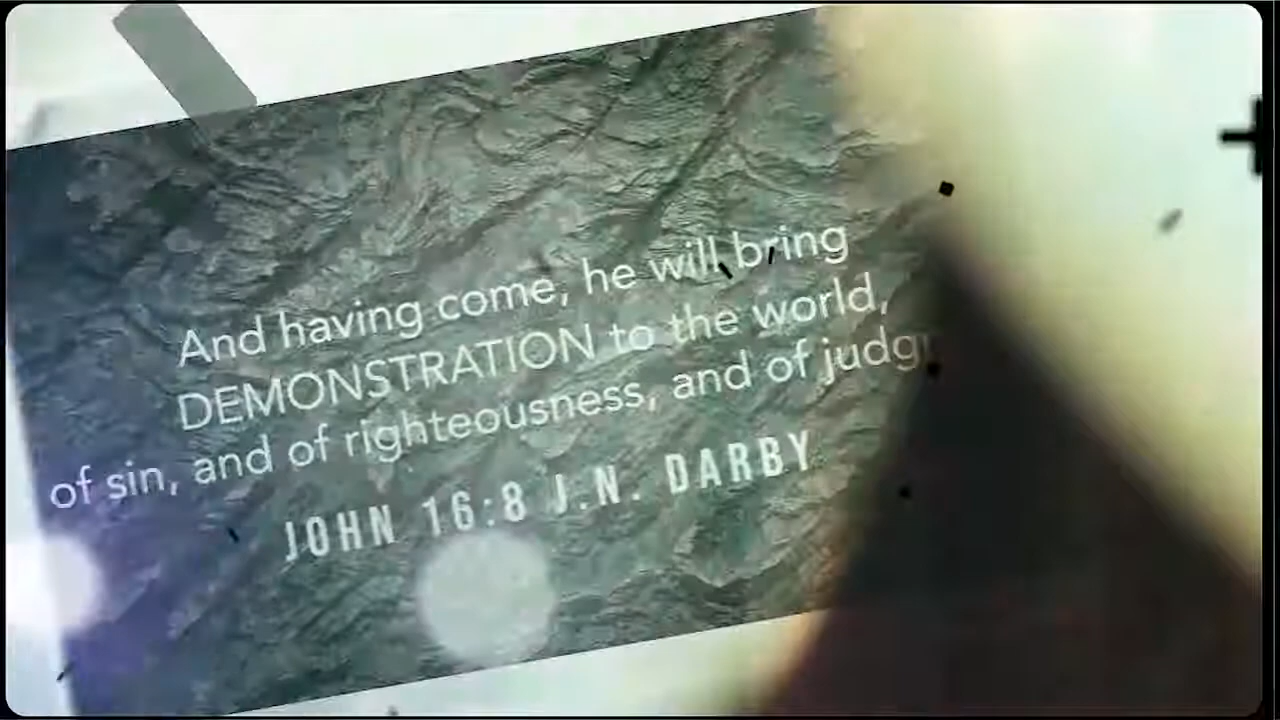 And having come, he will bring
DEMONSTRATION to the world,
of sin, and of righteousness, and of judg
JOHN 16:8 J.N. DARBY